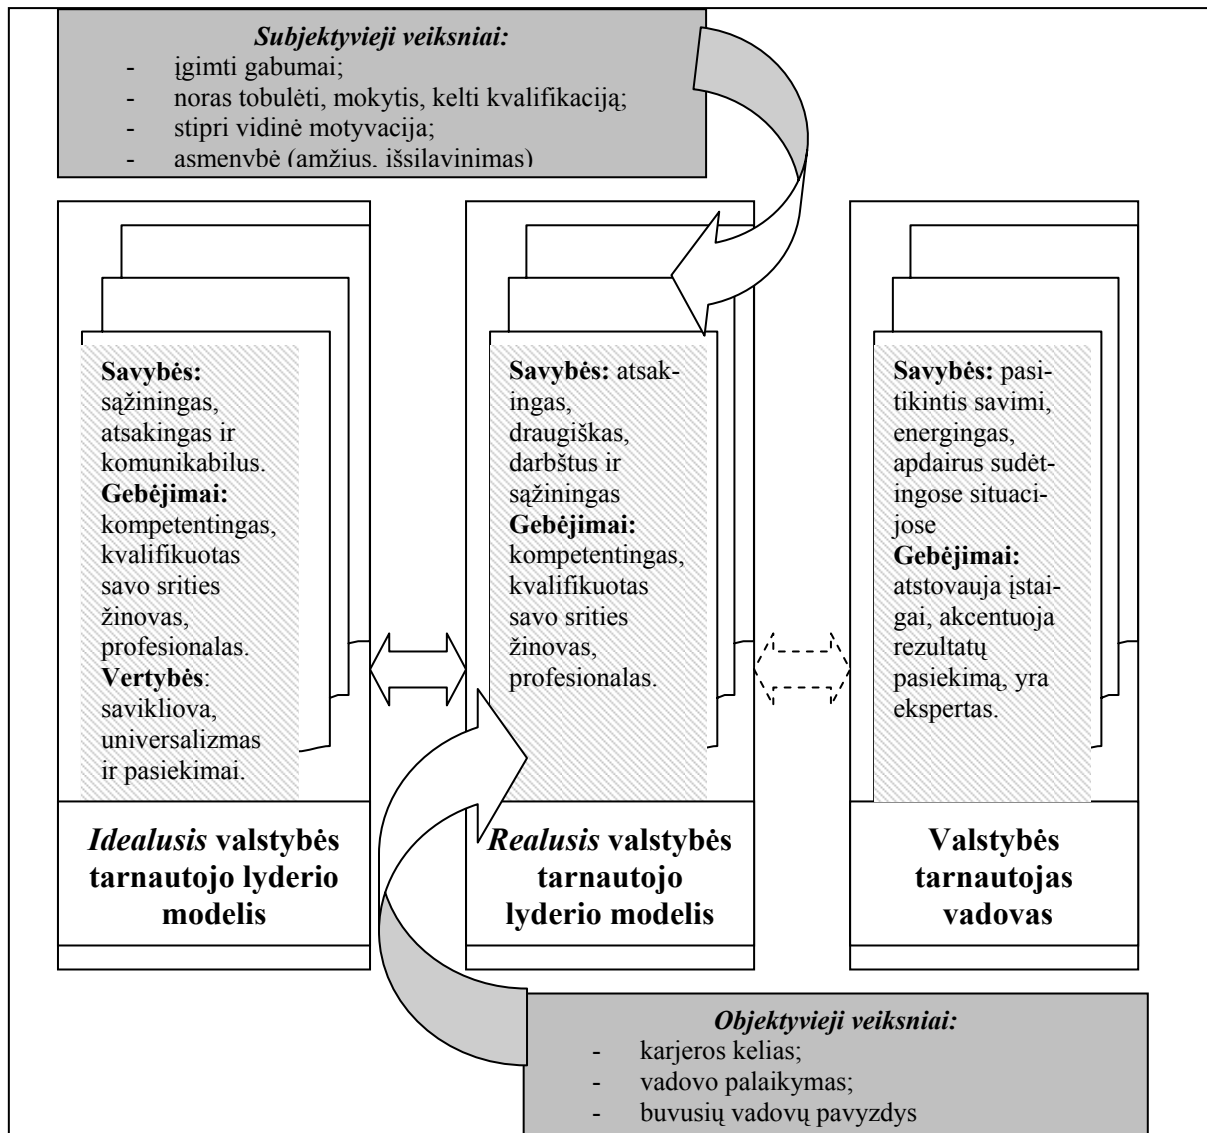 Subjektyvieji veiksniai:
- įgimti gabumai;
- noras tobulėti, mokytis, kelti kvalifikaciją;
- stipri vidinė motyvacija;
- asmenybė (amžius, išsilavinimas)
Savybės:
sąžiningas,
atsakingas ir
komunikabilus.
Gebėjimai:
kompetentingas,
kvalifikuotas
savo srities
žinovas,
profesionalas.
Vertybės:
savikliova,
universalizmas
ir pasiekimai.
Idealusis valstybės
tarnautojo lyderio
modelis
Savybės: atsak-
ingas,
draugiškas,
darbštus ir
sąžiningas
Gebėjimai:
kompetentingas,
kvalifikuotas
savo srities
žinovas,
profesionalas.
Realusis valstybės
tarnautojo
lyderio modelis
Savybės: pasi-
tikintis savimi,
energingas,
apdairus sudėt-
ingose situaci-
jose
Gebėjimai:
atstovauja įstai-
gai, akcentuoja
rezultatų
pasiekimą, yra
ekspertas.
Valstybės
tarnautojas
vadovas
Objektyvieji veiksniai:
- karjeros kelias;
- vadovo palaikymas;
- buvusių vadovų pavyzdys